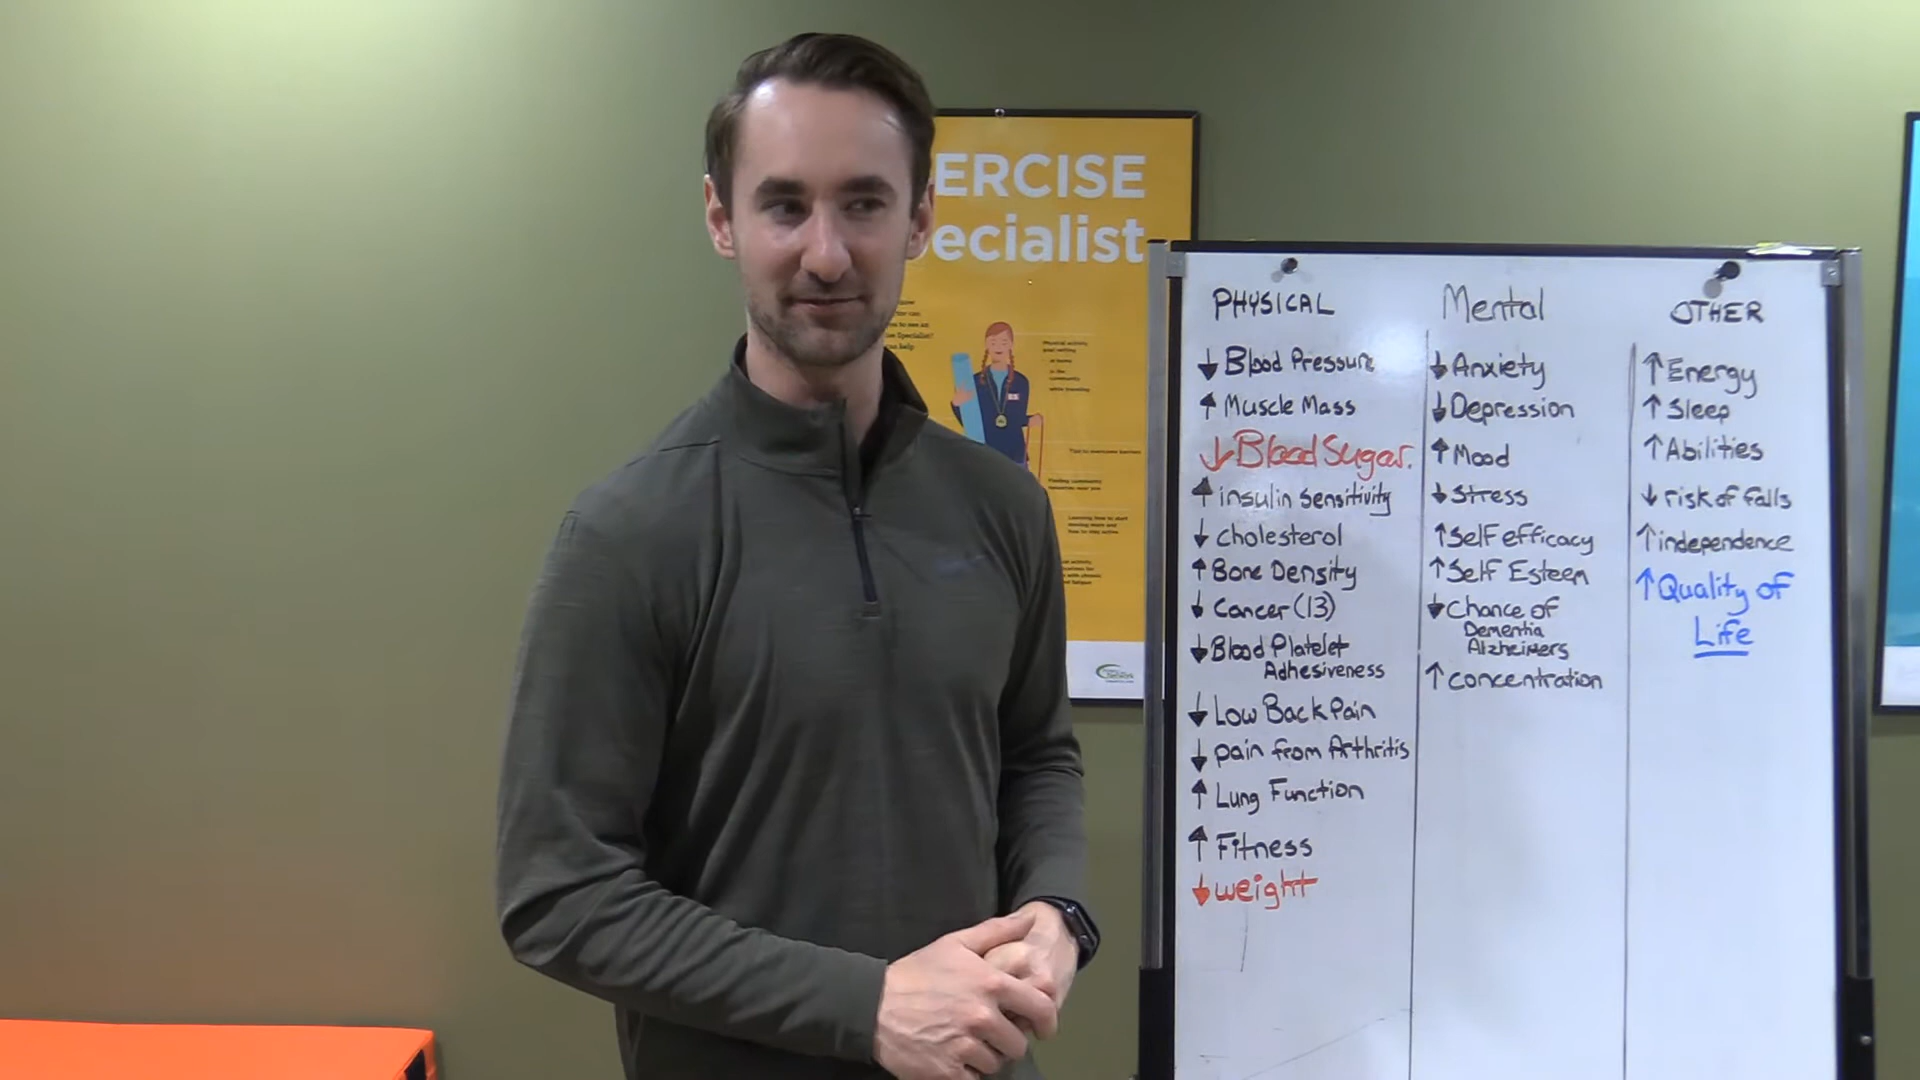 ERCISE
ecialist
PHYSICAL
↓ Blood Pressure
↑ Muscle Mass
↓ Blood Sugar.
↑ insulin sensitivity
↓ cholesterol
↑ Bone Density
↓ Cancer (13)
↓ Blood Platelet
Adhesiveness
↓ Low Back Pain
↓ pain from Arthritis
↑ Lung Function
↑ Fitness
↓ weight
Mental
↓ Anxiety
↓ Depression
↑ Mood
↓ Stress
↑ Self efficacy
↑ Self Esteem
↓ Chance of
Dementia
Alzheimers
↑ concentration
OTHER
↑ Energy
↑ Sleep
↑ Abilities
↓ risk of falls
↑ independence
↑ Quality of
Life